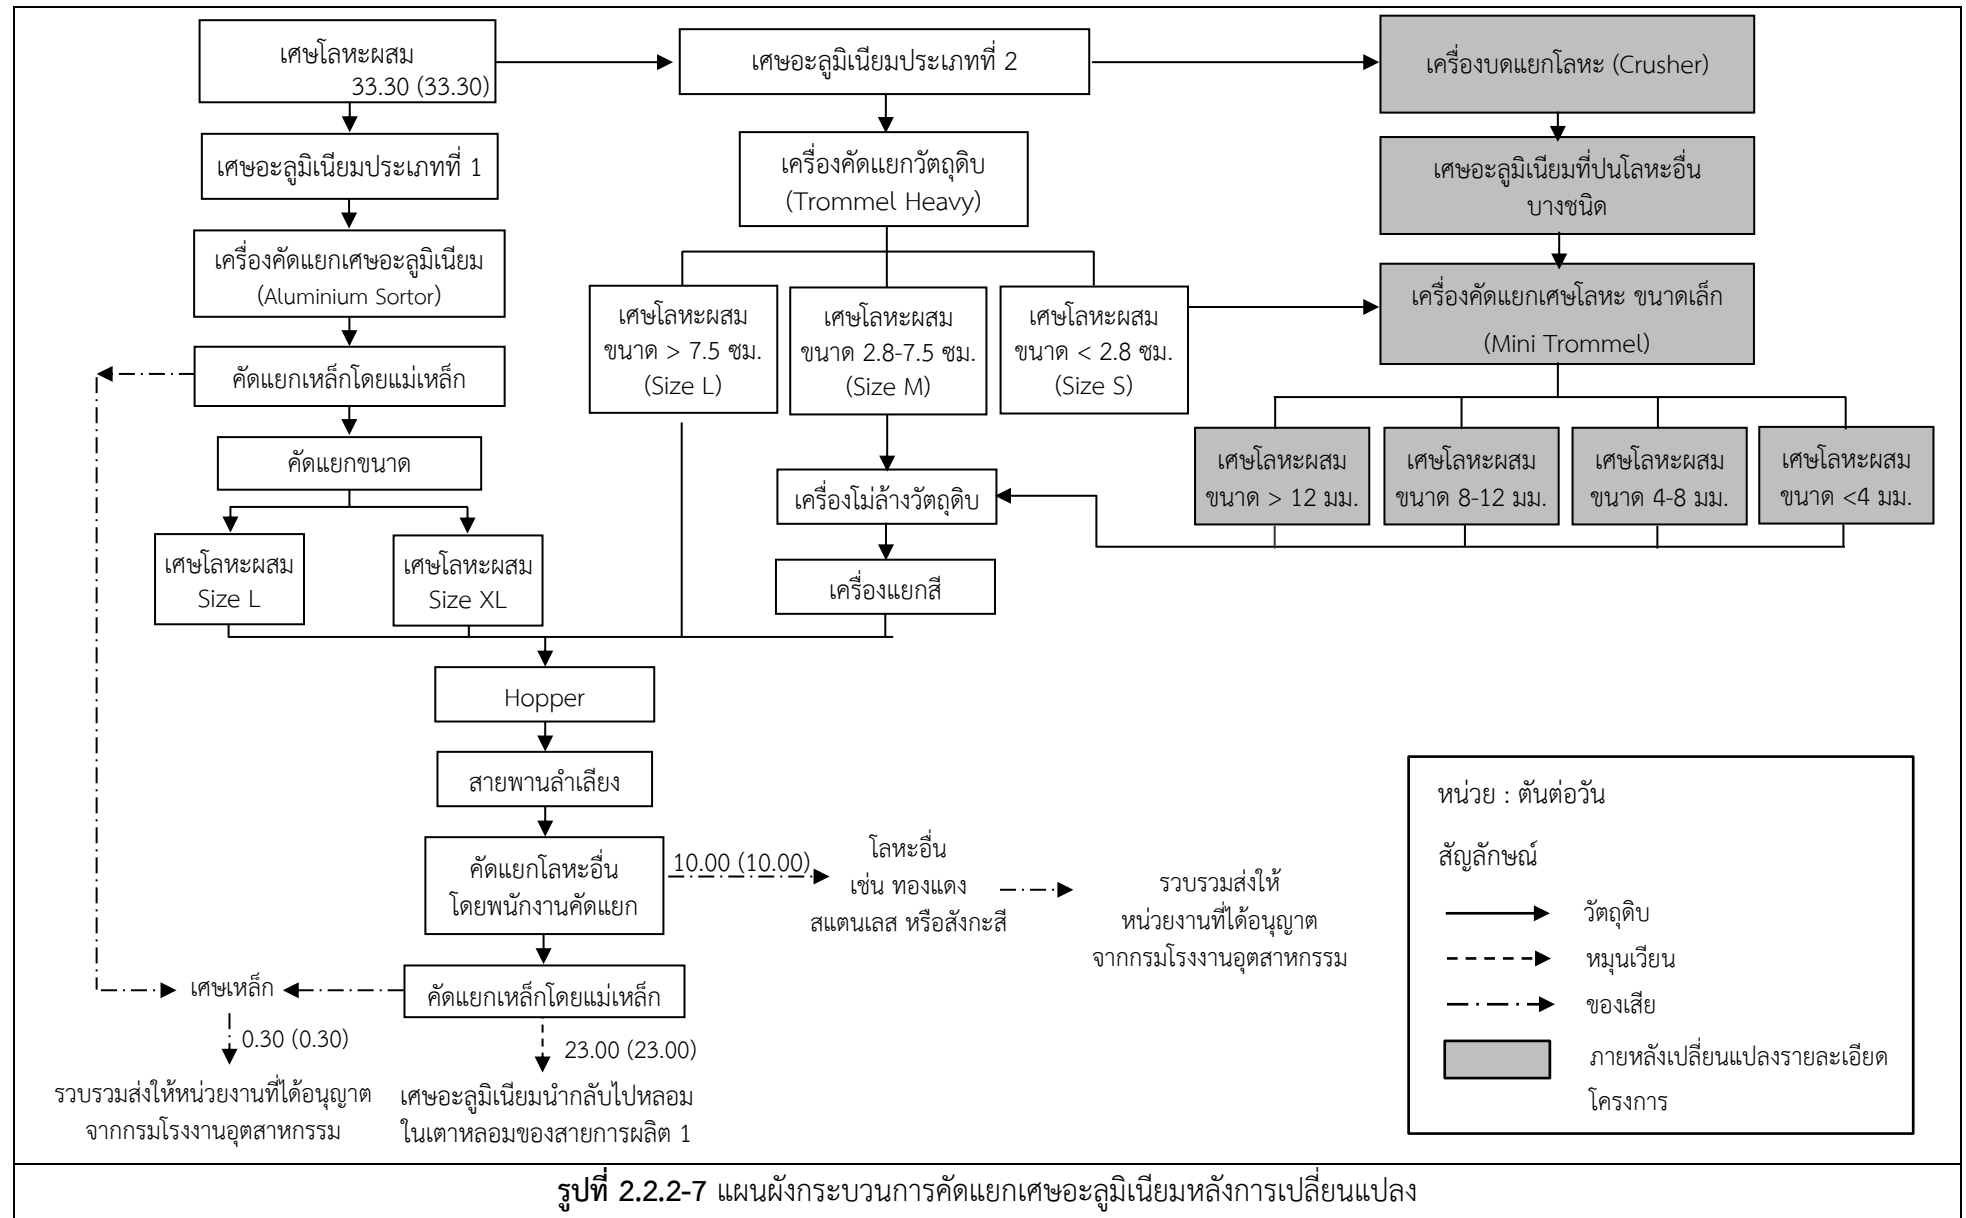 เศษโลหะผสม
33.30 (33.30)
เศษอะลูมิเนียมประเภทที่ 2
เครื่องบดแยกโลหะ (Crusher)
เศษอะลูมิเนียมประเภทที่ 1
เครื่องคัดแยกวัตถุดิบ
(Trommel Heavy)
เศษอะลูมิเนียมที่ปนโลหะอื่น
บางชนิด
เครื่องคัดแยกเศษอะลูมิเนียม
(Aluminium Sortor)
เศษโลหะผสม
ขนาด > 7.5 ซม.
(Size L)
เศษโลหะผสม
ขนาด 2.8-7.5 ซม.
(Size M)
เศษโลหะผสม
ขนาด < 2.8 ซม.
(Size S)
เครื่องคัดแยกเศษโลหะ ขนาดเล็ก
(Mini Trommel)
คัดแยกเหล็กโดยแม่เหล็ก
คัดแยกขนาด
เครื่องโม่ล้างวัตถุดิบ
เศษโลหะผสม
ขนาด > 12 มม.
เศษโลหะผสม
ขนาด 8-12 มม.
เศษโลหะผสม
ขนาด 4-8 มม.
เศษโลหะผสม
ขนาด <4 มม.
เศษโลหะผสม
Size L
เศษโลหะผสม
Size XL
เครื่องแยกสี
Hopper
สายพานลำเลียง
คัดแยกโลหะอื่น
โดยพนักงานคัดแยก
10.00 (10.00)
โลหะอื่น
เช่น ทองแดง
สแตนเลส หรือสังกะสี
รวบรวมส่งให้
หน่วยงานที่ได้อนุญาต
จากกรมโรงงานอุตสาหกรรม
เศษเหล็ก
คัดแยกเหล็กโดยแม่เหล็ก
0.30 (0.30)
23.00 (23.00)
รวบรวมส่งให้หน่วยงานที่ได้อนุญาต
จากกรมโรงงานอุตสาหกรรม
เศษอะลูมิเนียมนำกลับไปหลอม
ในเตาหลอมของสายการผลิต 1
หน่วย : ตันต่อวัน
สัญลักษณ์
วัตถุดิบ
หมุนเวียน
ของเสีย
ภายหลังเปลี่ยนแปลงรายละเอียด
โครงการ
รูปที่ 2.2.2-7 แผนผังกระบวนการคัดแยกเศษอะลูมิเนียมหลังการเปลี่ยนแปลง